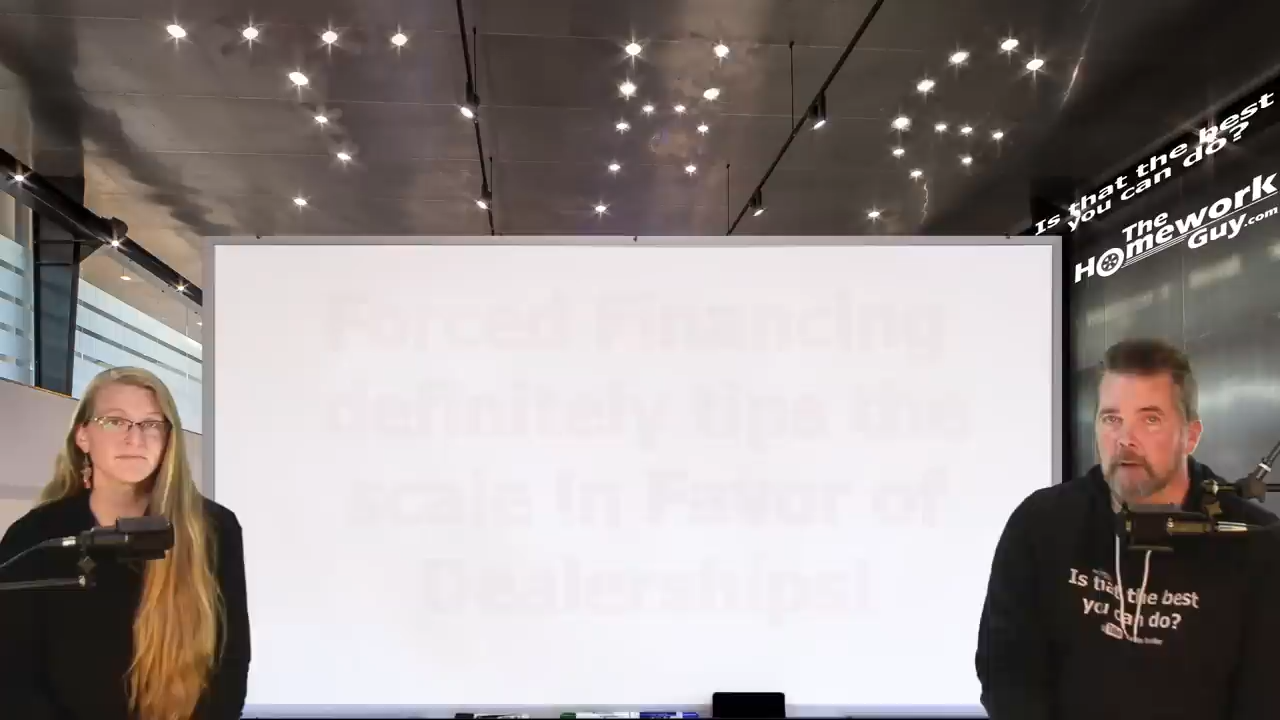 Is that the best
you can do?
The
Homework
Guy.com
Forced Financing
definitely tips the
scale in Favor of
Dealerships!
Is that the best
you can do?